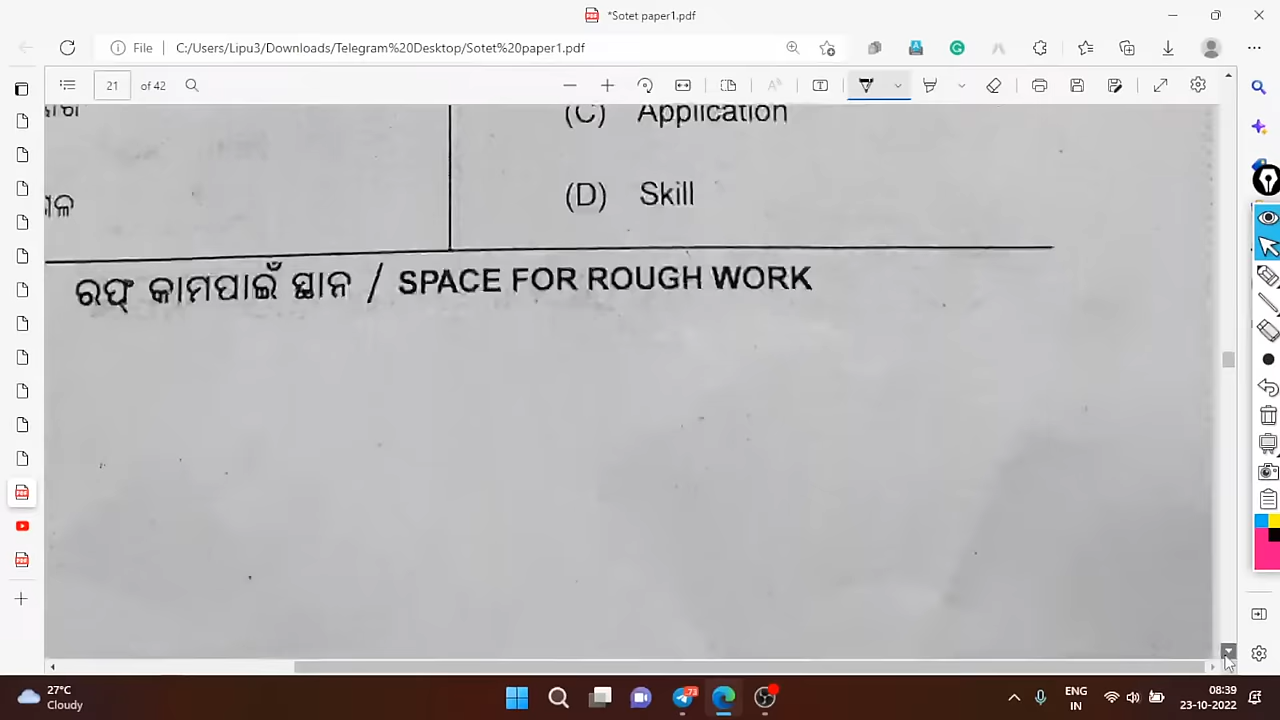 *Sotet paper1.pdf
File
C:/Users/Lipu3/Downloads/Telegram%20Desktop/Sotet%20paper1.pdf
21 of 42
(C) Application
(D) Skill
ରଫ୍ କାମପାଇଁ ସ୍ଥାନ / SPACE FOR ROUGH WORK
27°C
Cloudy
73
ENG
IN
08:39
23-10-2022